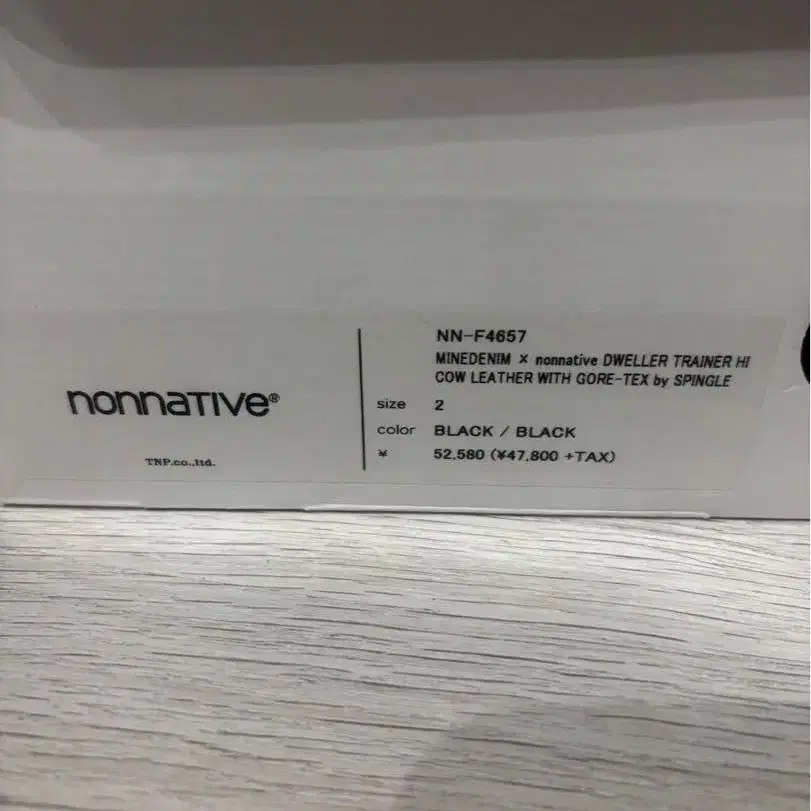 nonnative®
TNP.co.,ltd.
NN-F4657
MINEDENIM × nonnative DWELLER TRAINER HI
COW LEATHER WITH GORE-TEX by SPINGLE
size 2
color BLACK / BLACK
¥ 52,580 (¥47,800 +TAX)